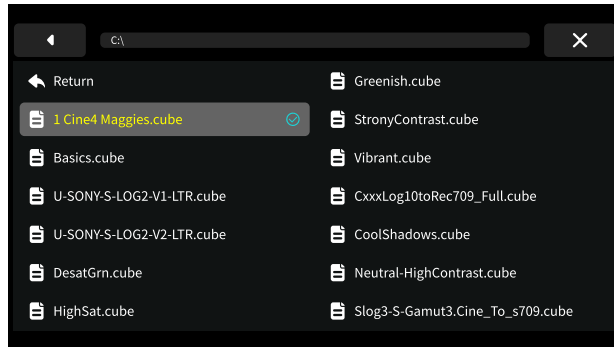 C:\
Return
1 Cine4 Maggies.cube
Basics.cube
U-SONY-S-LOG2-V1-LTR.cube
U-SONY-S-LOG2-V2-LTR.cube
DesatGrn.cube
HighSat.cube
Greenish.cube
StronyContrast.cube
Vibrant.cube
CxxxLog10toRec709_Full.cube
CoolShadows.cube
Neutral-HighContrast.cube
Slog3-S-Gamut3.Cine_To_s709.cube